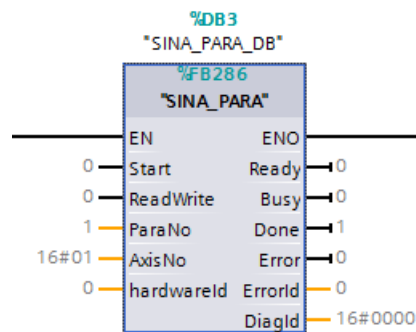 %DB3
"SINA_PARA_DB"
%FB286
"SINA_PARA"
EN ENO
0 Start Ready 0
0 ReadWrite Busy 0
1 ParaNo Done 1
16#01 AxisNo Error 0
0 hardwareId ErrorId 0
DiagId 16#0000